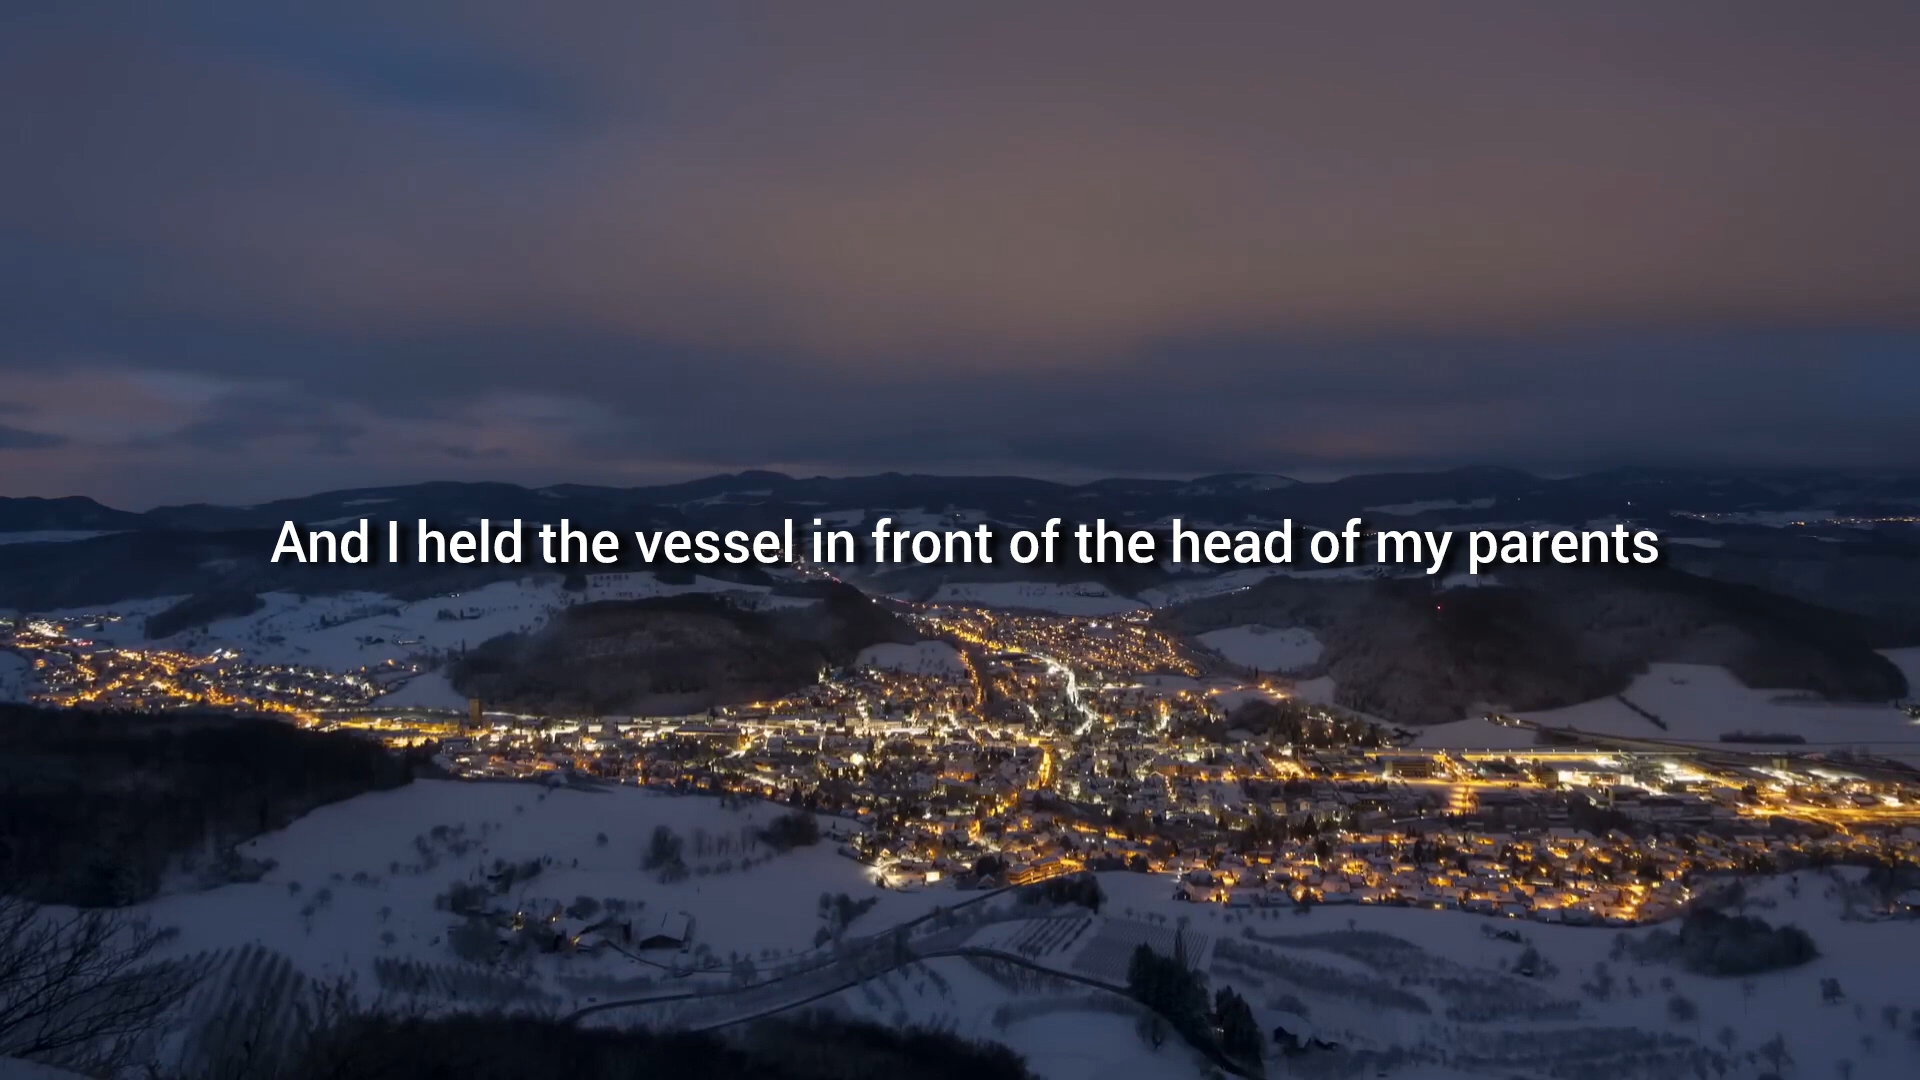 And I held the vessel in front of the head of my parents